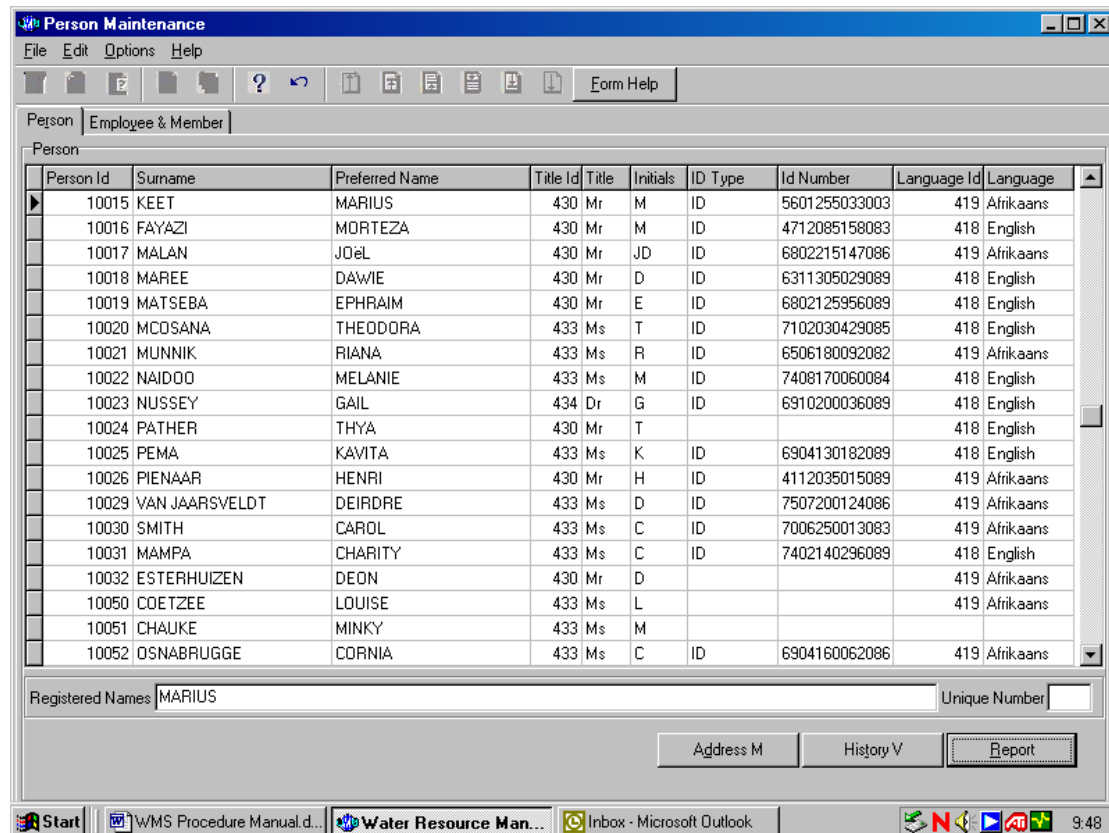 Person Maintenance
File Edit Options Help
Form Help
Person Employee & Member
Person
Person Id Surname Preferred Name Title Id Title Initials ID Type Id Number Language Id Language
10015 KEET MARIUS 430 Mr M ID 5601255033003 419 Afrikaans
10016 FAYAZI MORTEZA 430 Mr M ID 4712085158083 418 English
10017 MALAN JOëL 430 Mr JD ID 6802215147086 419 Afrikaans
10018 MAREE DAWIE 430 Mr D ID 6311305029089 418 English
10019 MATSEBA EPHRAIM 430 Mr E ID 6802125956089 418 English
10020 MCOSANA THEODORA 433 Ms T ID 7102030429085 418 English
10021 MUNNIK RIANA 433 Ms R ID 6506180092082 419 Afrikaans
10022 NAIDOO MELANIE 433 Ms M ID 7408170060084 418 English
10023 NUSSEY GAIL 434 Dr G ID 6910200036089 418 English
10024 PATHER THYA 430 Mr T 418 English
10025 PEMA KAVITA 433 Ms K ID 6904130182089 418 English
10026 PIENAAR HENRI 430 Mr H ID 4112035015089 419 Afrikaans
10029 VAN JAARSVELDT DEIRDRE 433 Ms D ID 7507200124086 419 Afrikaans
10030 SMITH CAROL 433 Ms C ID 7006250013083 419 Afrikaans
10031 MAMPA CHARITY 433 Ms C ID 7402140296089 418 English
10032 ESTERHUIZEN DEON 430 Mr D 419 Afrikaans
10050 COETZEE LOUISE 433 Ms L 419 Afrikaans
10051 CHAUKE MINKY 433 Ms M
10052 OSNABRUGGE CORNIA 433 Ms C ID 6904160062086 419 Afrikaans
Registered Names MARIUS Unique Number
Address M History V Report
Start WMS Procedure Manual.d... Water Resource Man... Inbox - Microsoft Outlook 9:48